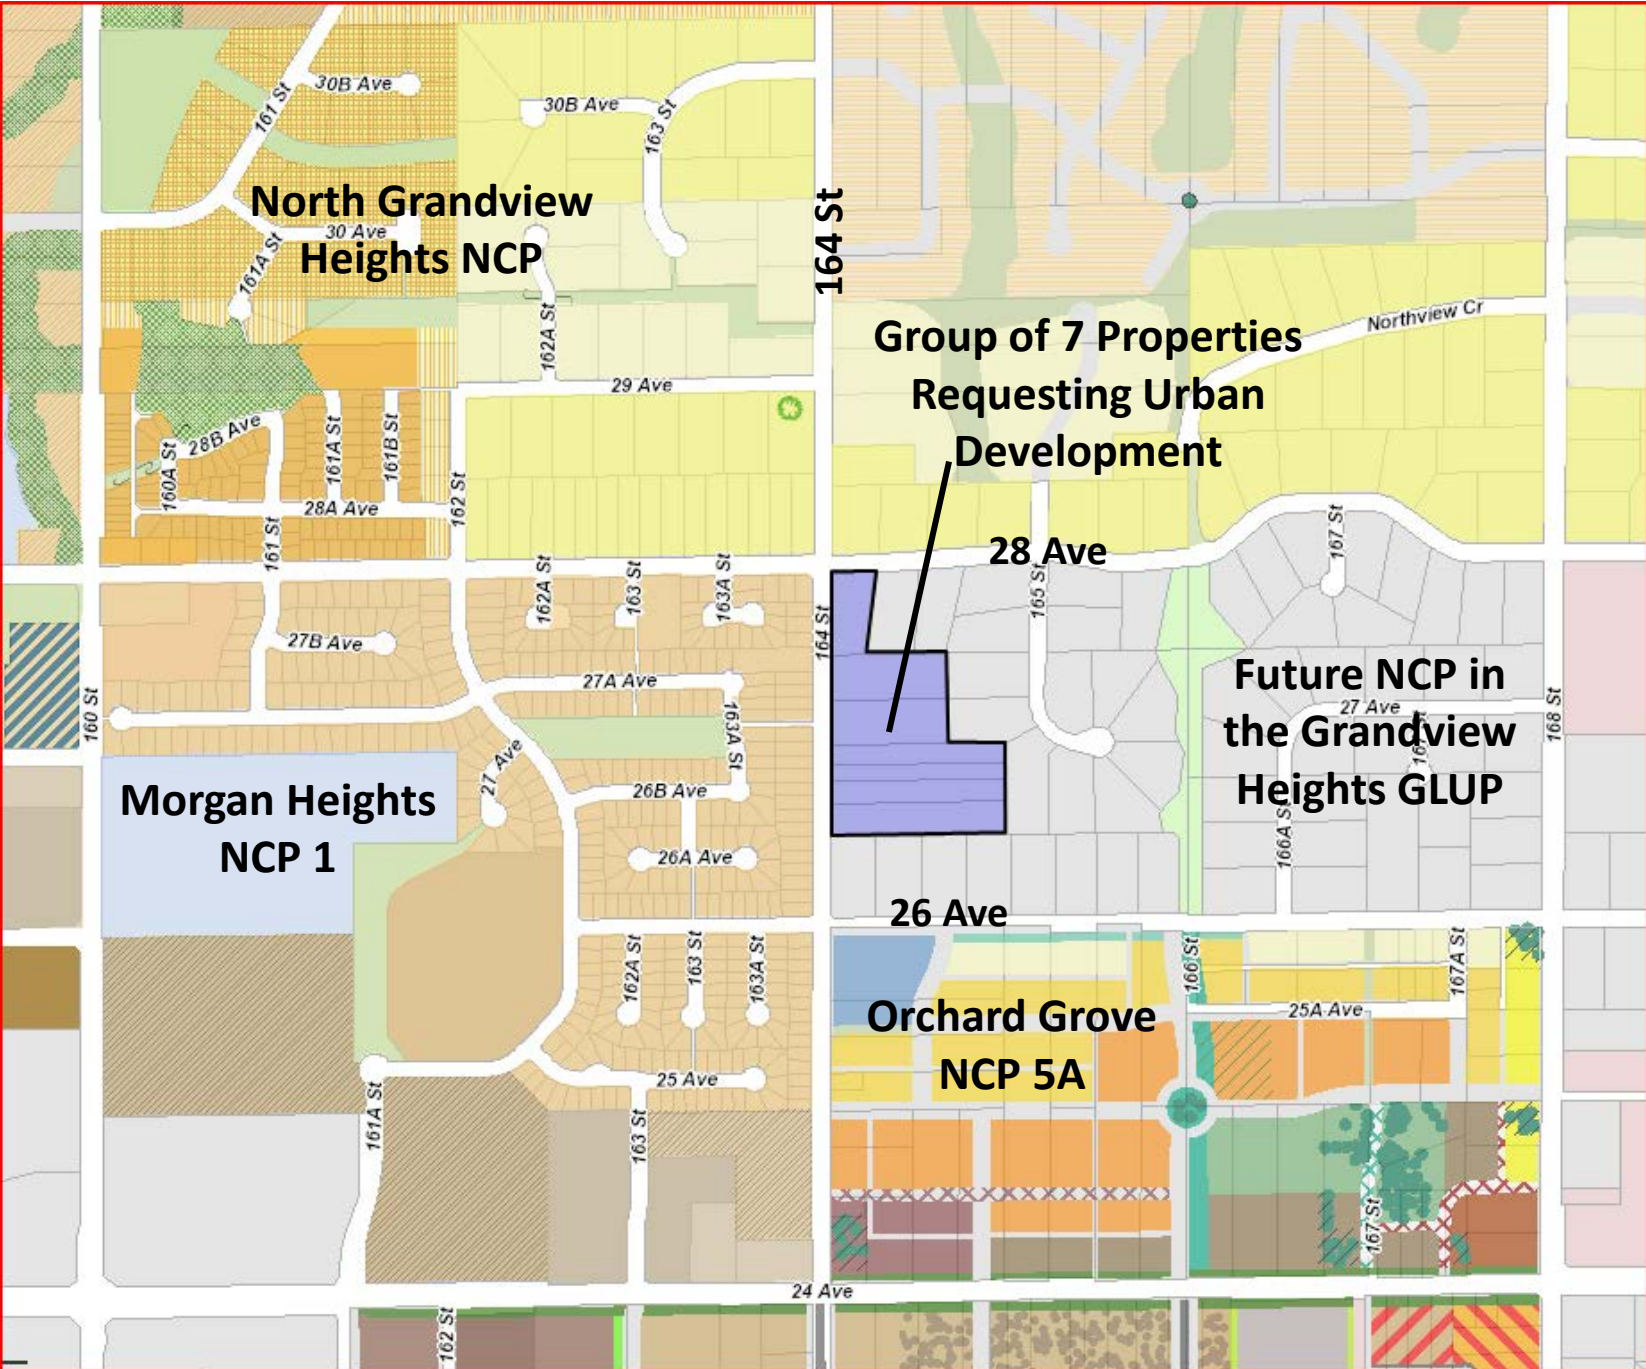 30B Ave
161 St
30B Ave
163 St
North Grandview
Heights NCP
30 Ave
161A St
162A St
164 St
Northview Cr
Group of 7 Properties
Requesting Urban
Development
29 Ave
28B Ave
160A St
161A St
161B St
28A Ave
162 St
161 St
28 Ave
167 St
162A St
163 St
163A St
164 St
165 St
27B Ave
27A Ave
163A St
160 St
27 Ave
Future NCP in
the Grandview
Heights GLUP
27 Ave
168 St
166A St
Morgan Heights
NCP 1
26B Ave
26A Ave
26 Ave
162A St
163 St
163A St
166 St
167A St
Orchard Grove
NCP 5A
25A Ave
25 Ave
161A St
163 St
167 St
24 Ave
162 St